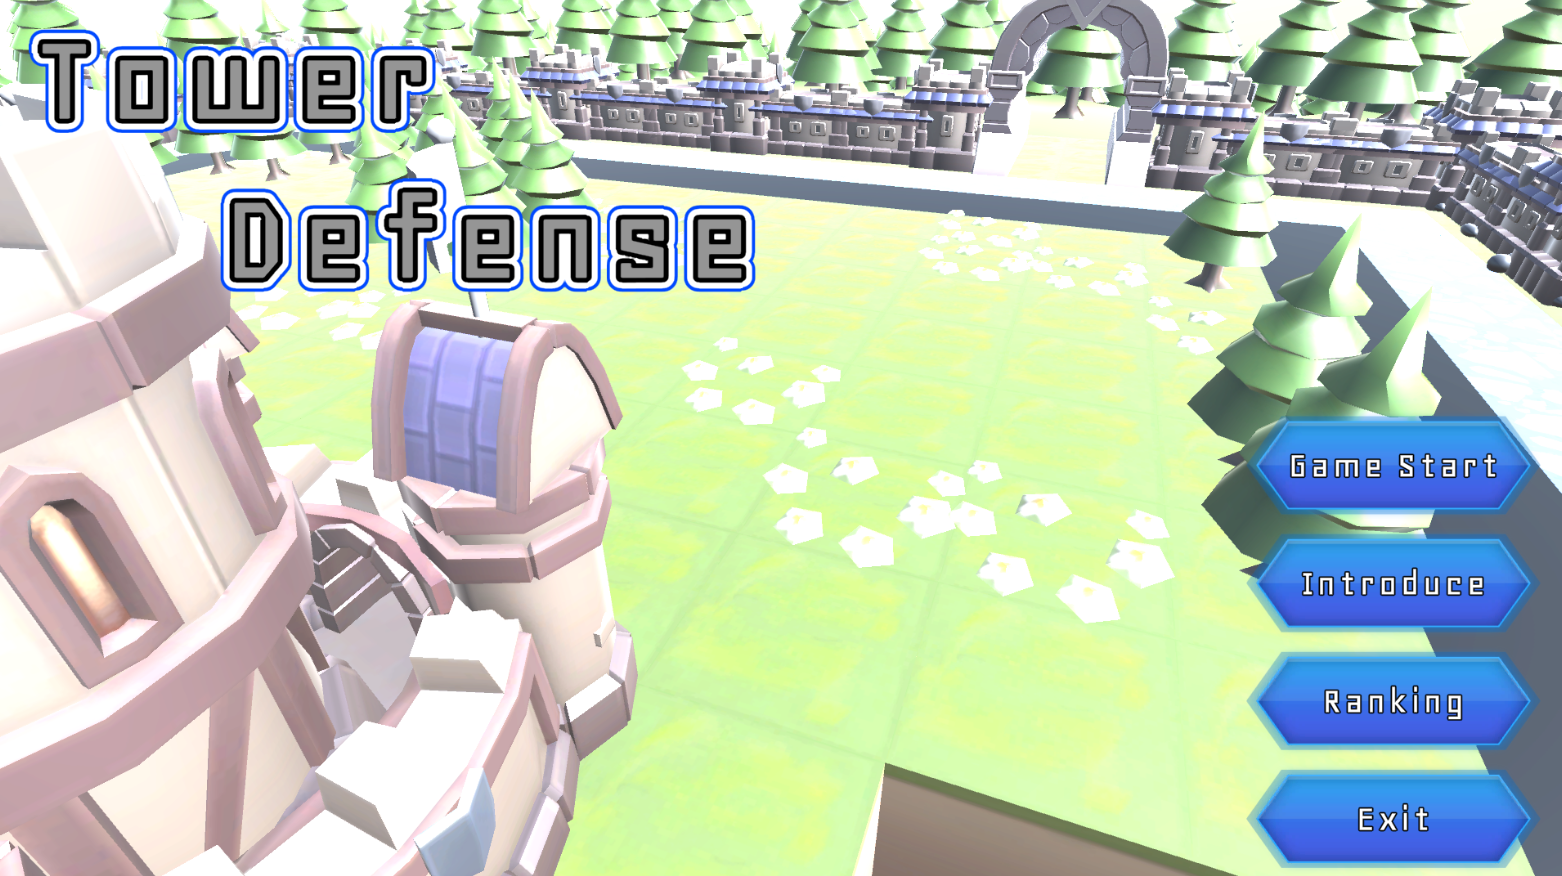 Tower
Defense
Game Start
Introduce
Ranking
Exit